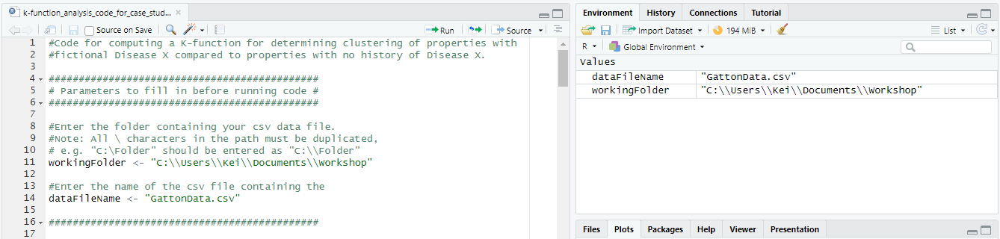 k-function_analysis_code_for_case_stud...
Source on Save
Run
Source
1 #Code for computing a K-function for determining clustering of properties with
2 #fictional Disease X compared to properties with no history of Disease X.
3
4 #############################################
5 # Parameters to fill in before running code #
6 #############################################
7
8 #Enter the folder containing your csv data file.
9 #Note: All \ characters in the path must be duplicated,
10 # e.g. "C:\Folder" should be entered as "C:\\Folder"
11 workingFolder <- "C:\\Users\\Kei\\Documents\\Workshop"
12
13 #Enter the name of the csv file containing the
14 dataFileName <- "GattonData.csv"
15
16 #############################################
17
Environment History Connections Tutorial
Import Dataset 194 MiB List
R Global Environment
Values
dataFileName "GattonData.csv"
workingFolder "C:\\Users\\Kei\\Documents\\Workshop"
Files Plots Packages Help Viewer Presentation